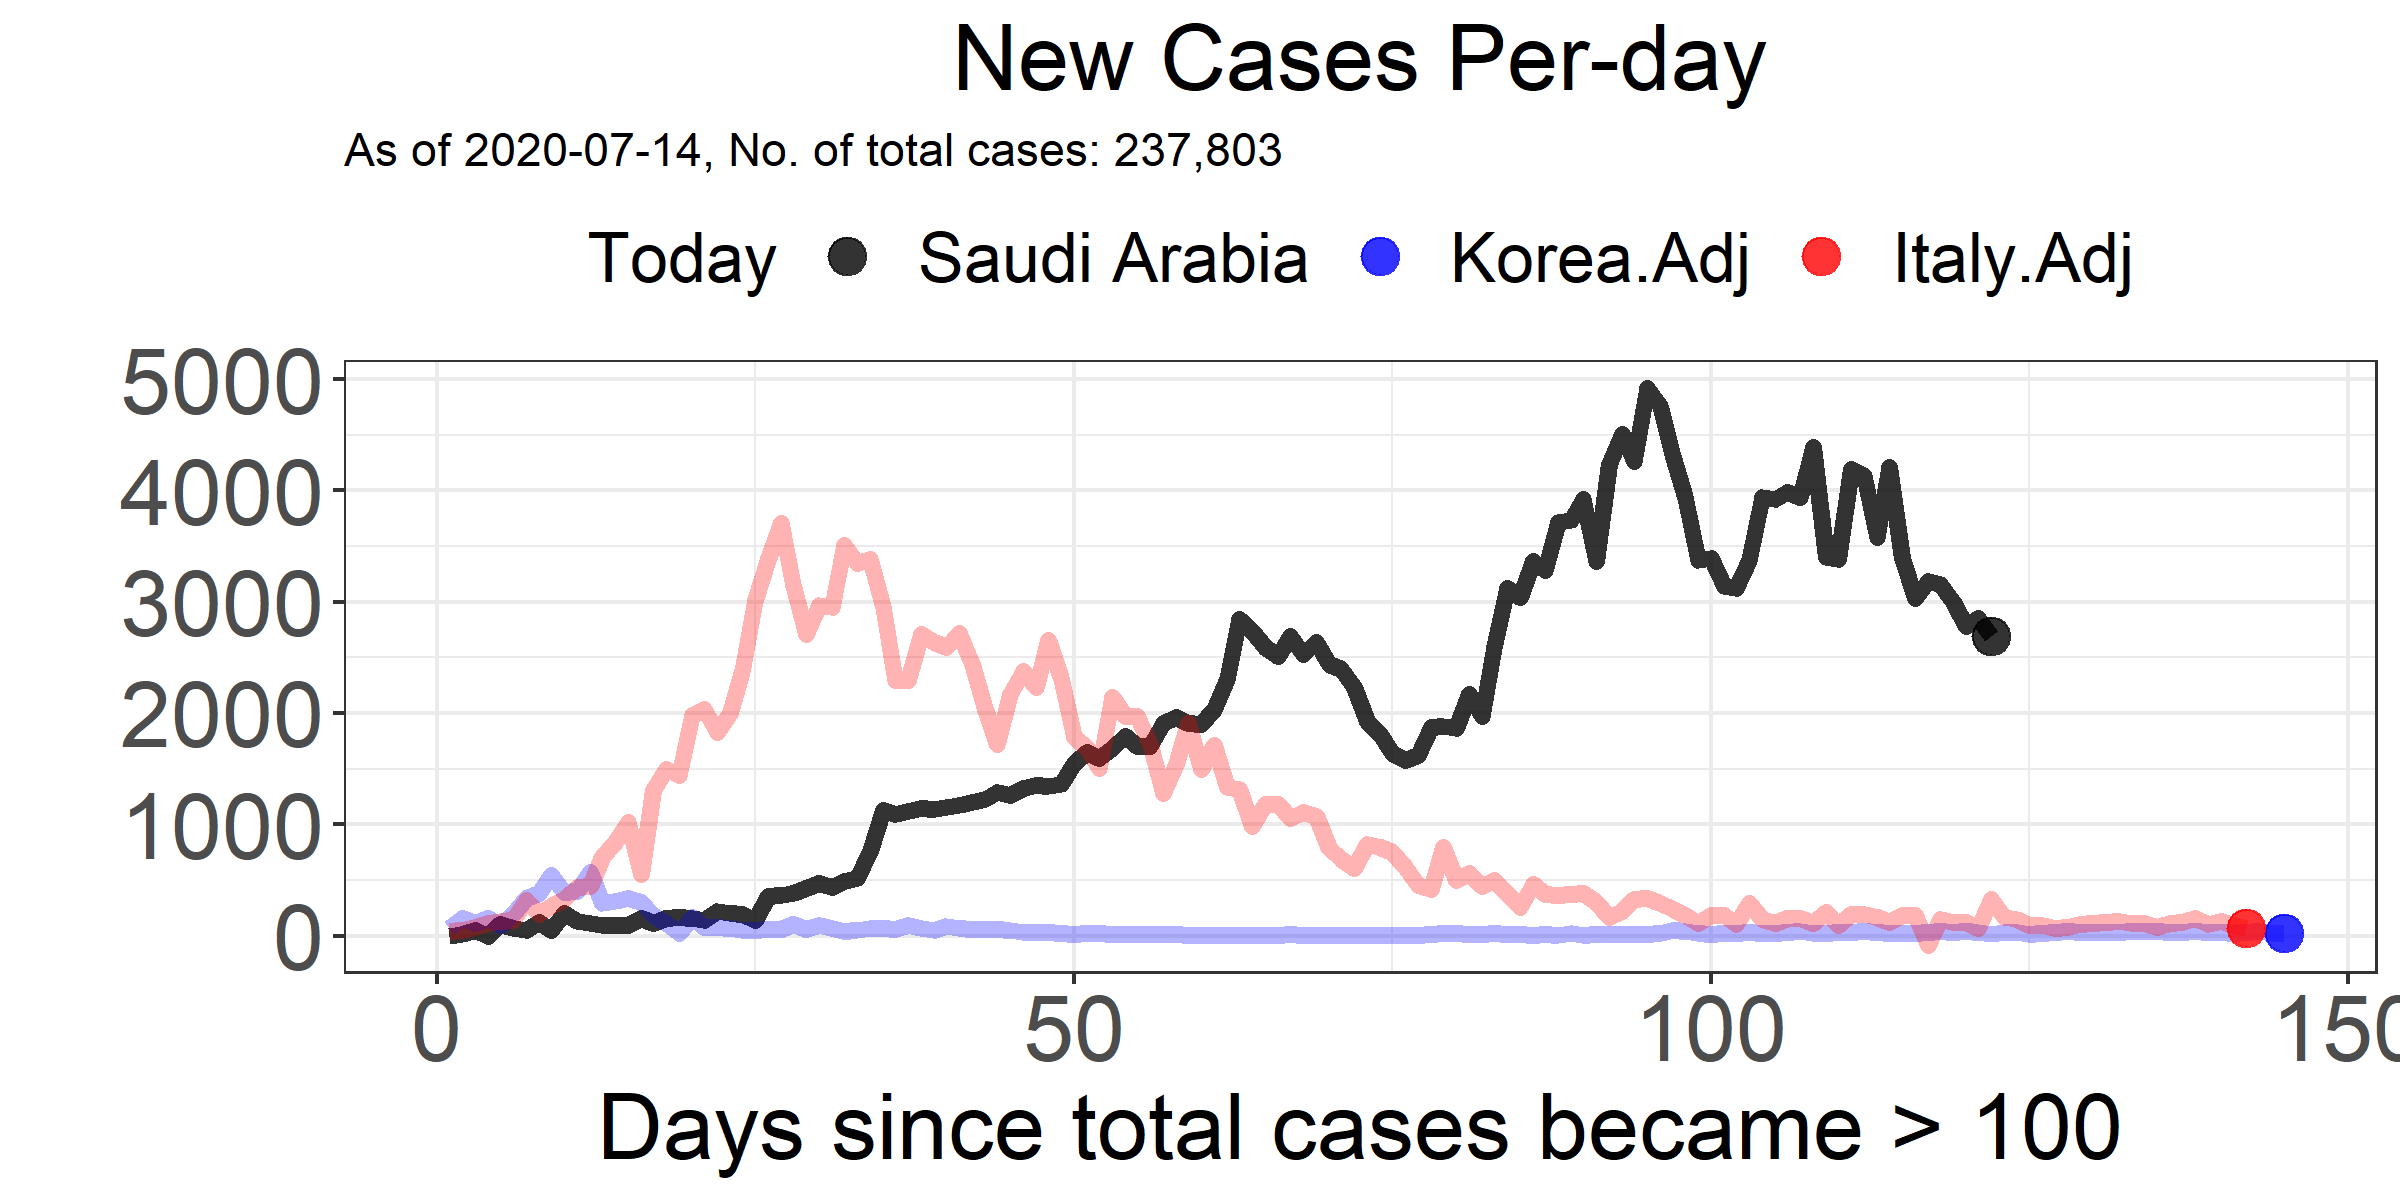 New Cases Per-day
As of 2020-07-14, No. of total cases: 237,803
Today Saudi Arabia Korea.Adj Italy.Adj
5000
4000
3000
2000
1000
0
0 50 100 150
Days since total cases became > 100